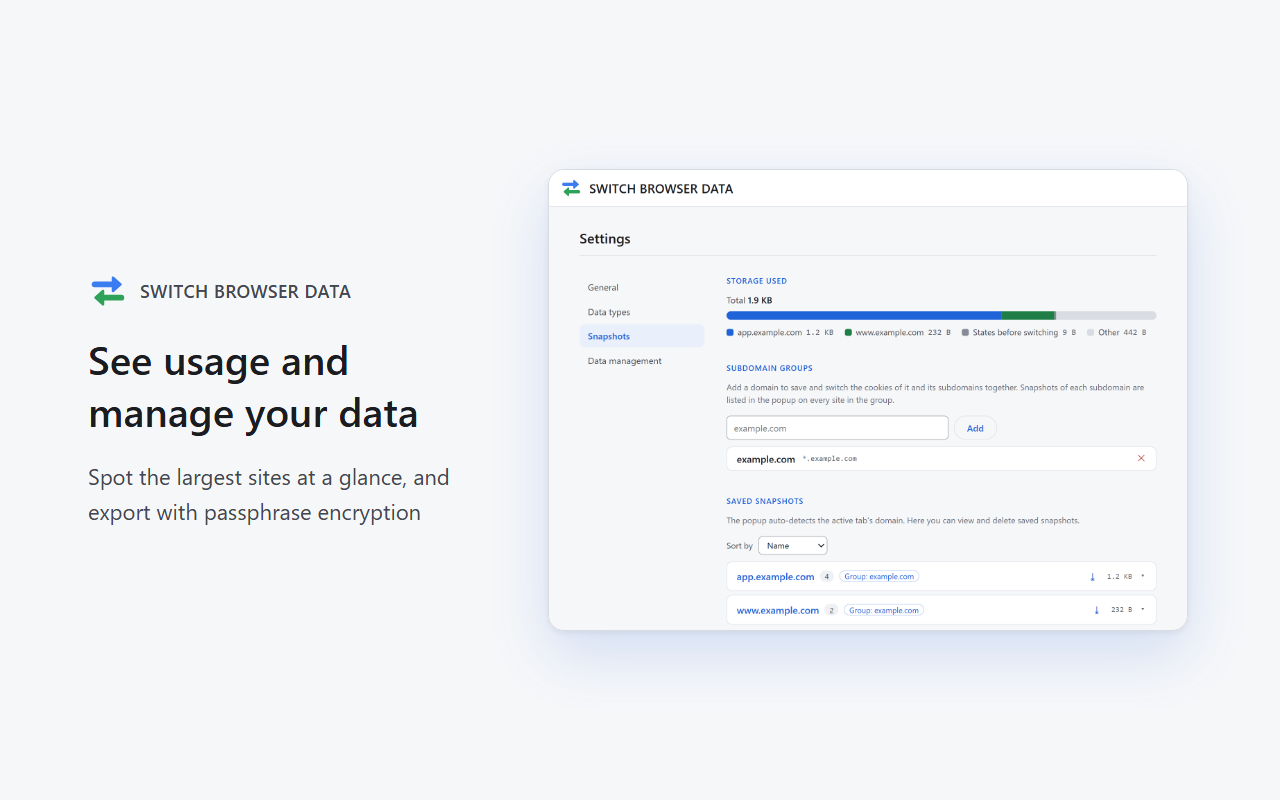 SWITCH BROWSER DATA
See usage and
manage your data
Spot the largest sites at a glance, and
export with passphrase encryption
SWITCH BROWSER DATA
Settings
General
Data types
Snapshots
Data management
STORAGE USED
Total 1.9 KB
app.example.com 1.2 KB www.example.com 232 B States before switching 9 B Other 442 B
SUBDOMAIN GROUPS
Add a domain to save and switch the cookies of it and its subdomains together. Snapshots of each subdomain are
listed in the popup on every site in the group.
example.com Add
example.com *.example.com
SAVED SNAPSHOTS
The popup auto-detects the active tab's domain. Here you can view and delete saved snapshots.
Sort by Name
app.example.com 4 Group: example.com 1.2 KB
www.example.com 2 Group: example.com 232 B